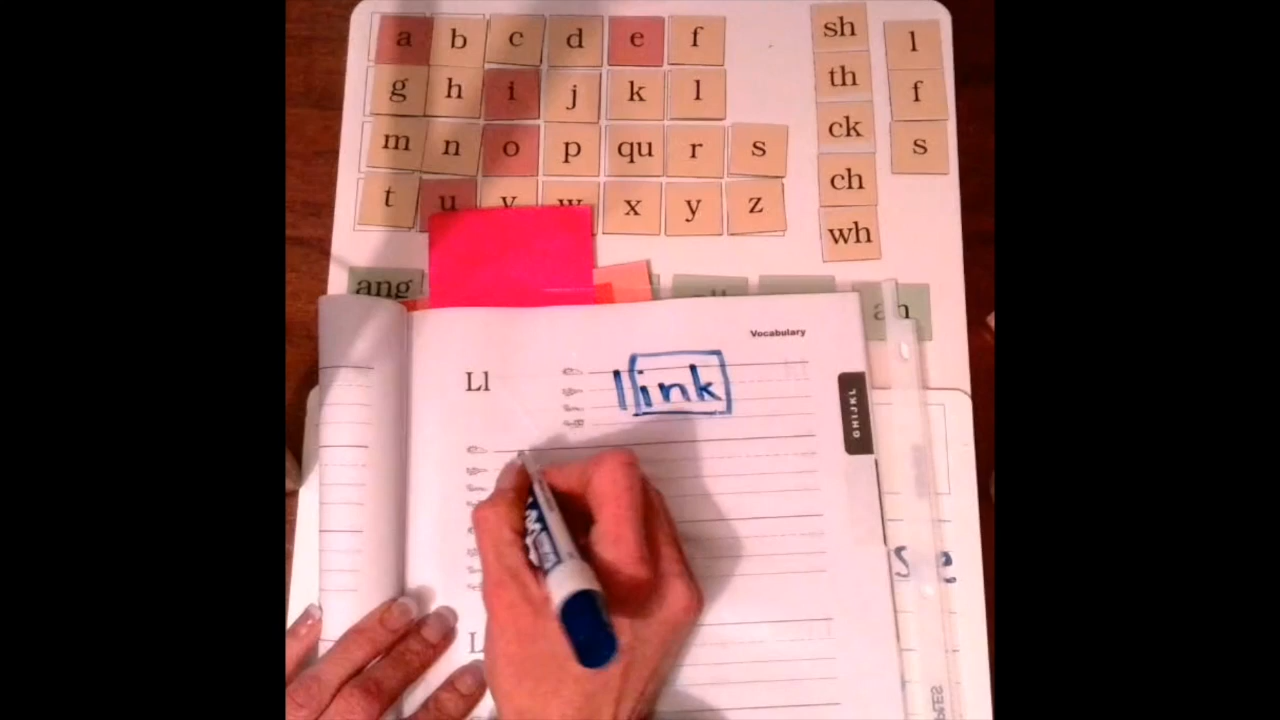 a b c d e f sh l
g h i j k l th f
m n o p qu r s ck s
t u v w x y z ch
wh
ang
Vocabulary
Ll
link
GHIJKL